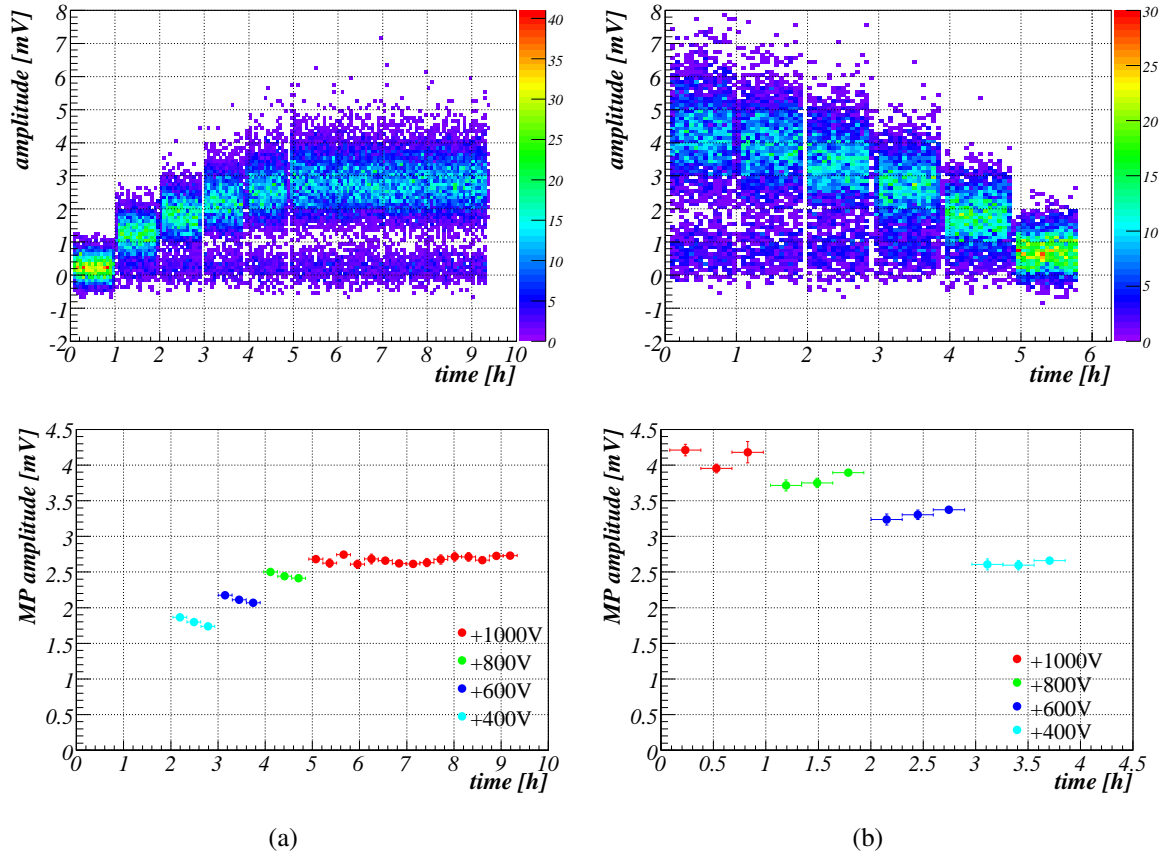 amplitude [mV]
8
7
6
5
4
3
2
1
0
-1
-2
0 1 2 3 4 5 6 7 8 9 10
time [h]
40
35
30
25
20
15
10
5
0
amplitude [mV]
8
7
6
5
4
3
2
1
0
-1
-2
0 1 2 3 4 5 6
time [h]
30
25
20
15
10
5
0
MP amplitude [mV]
4.5
4
3.5
3
2.5
2
1.5
1
0.5
0
0 1 2 3 4 5 6 7 8 9 10
time [h]
+1000V
+800V
+600V
+400V
MP amplitude [mV]
4.5
4
3.5
3
2.5
2
1.5
1
0.5
0
0 0.5 1 1.5 2 2.5 3 3.5 4 4.5
time [h]
+1000V
+800V
+600V
+400V
(a)
(b)